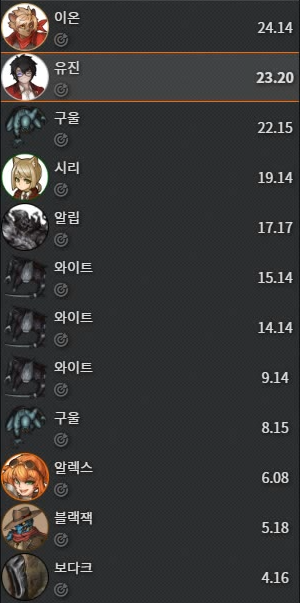 이온
24.14
유진
23.20
구울
22.15
시리
19.14
알립
17.17
와이트
15.14
와이트
14.14
와이트
9.14
구울
8.15
알렉스
6.08
블랙잭
5.18
보다크
4.16